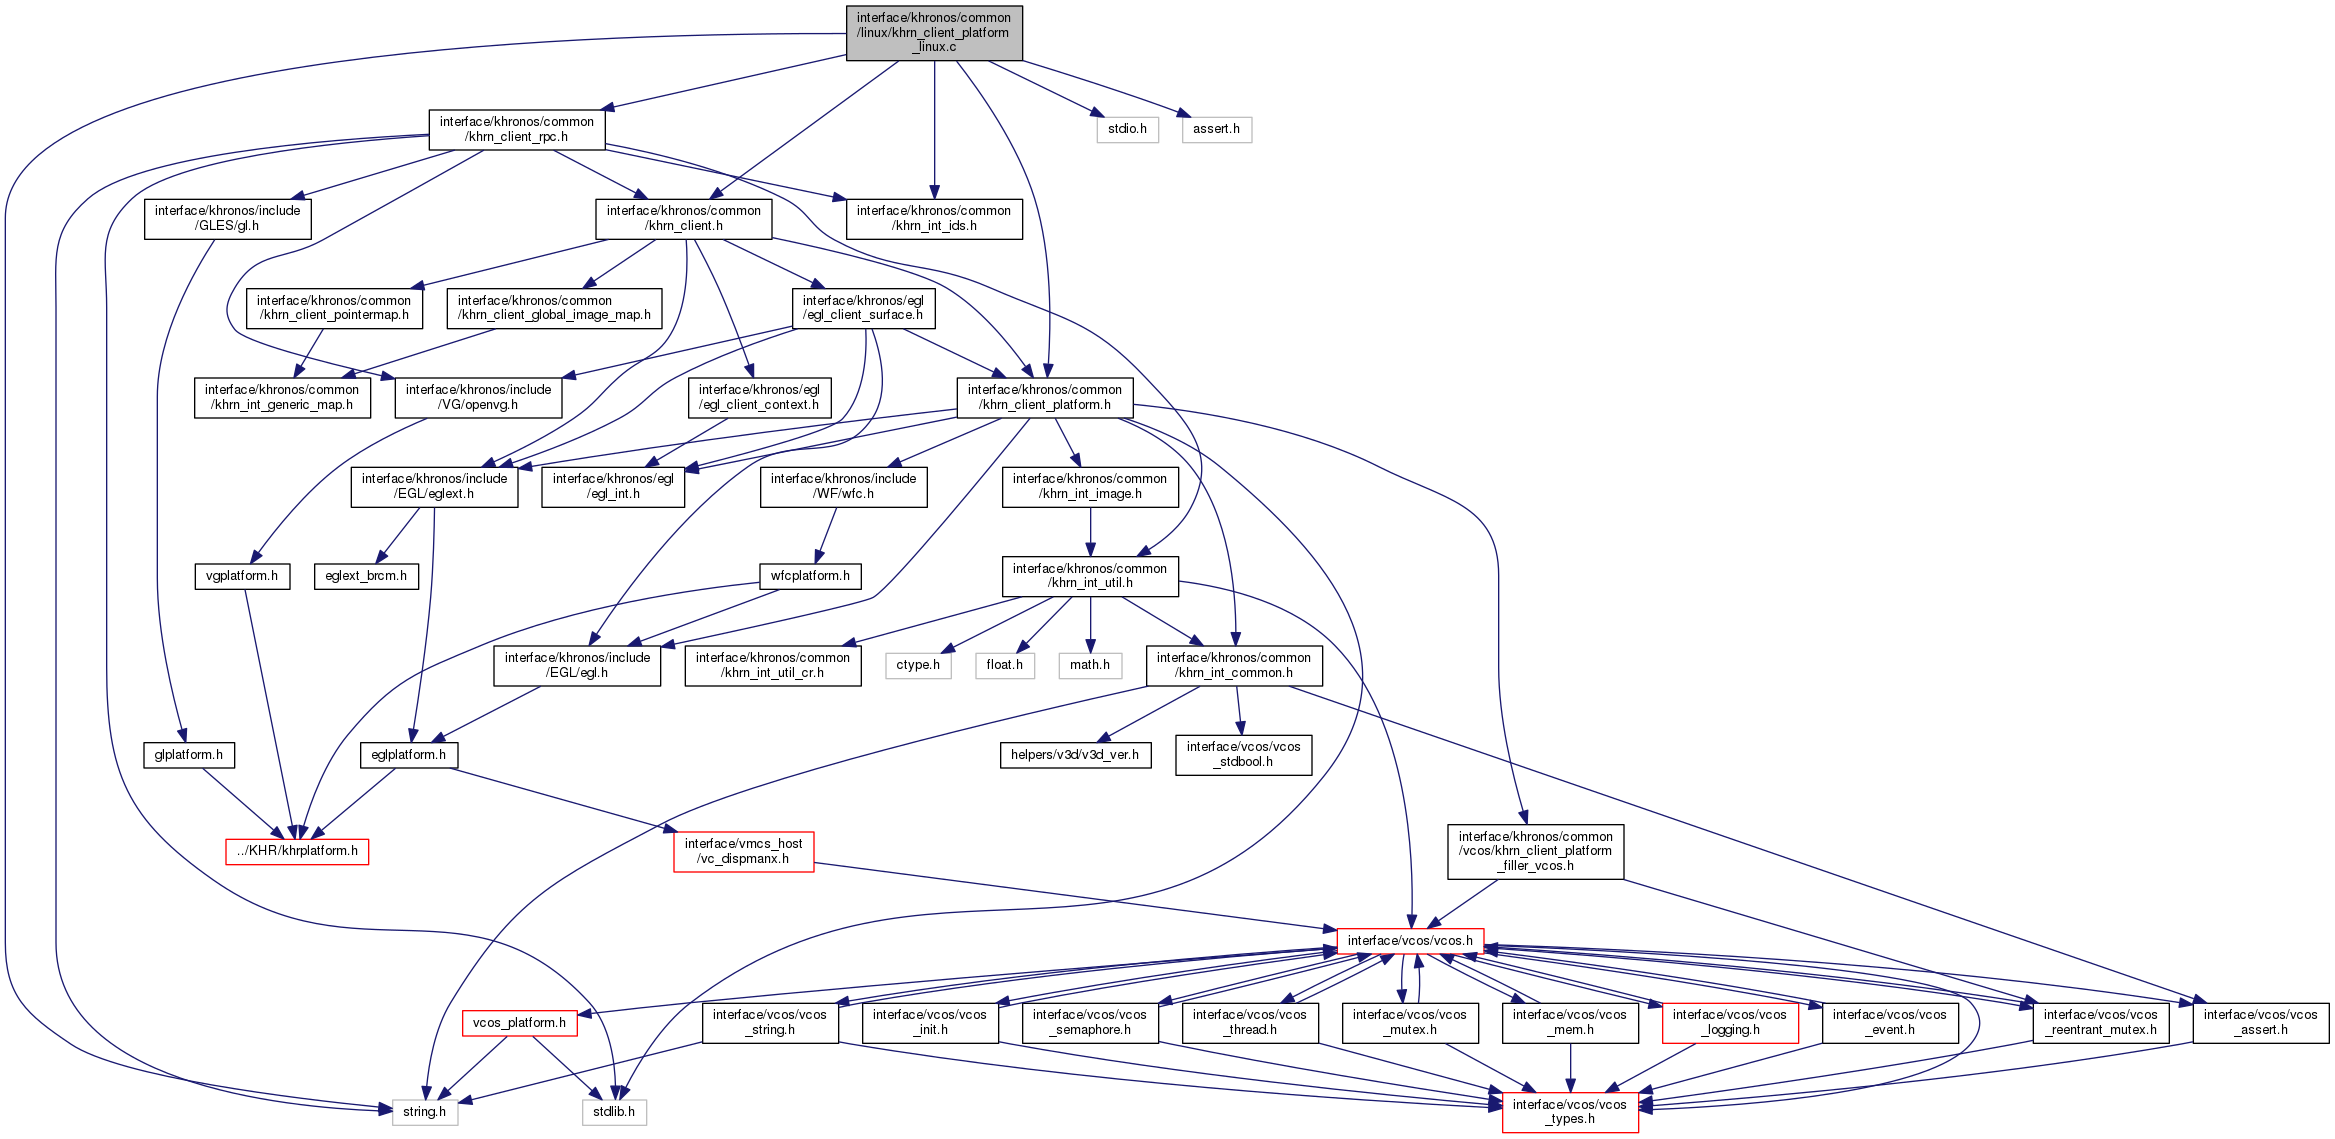 interface/khronos/common
/linux/khrn_client_platform
_linux.c
interface/khronos/common
/khrn_client_rpc.h
stdio.h
assert.h
interface/khronos/include
/GLES/gl.h
interface/khronos/common
/khrn_client.h
interface/khronos/common
/khrn_int_ids.h
interface/khronos/common
/khrn_client_pointermap.h
interface/khronos/common
/khrn_client_global_image_map.h
interface/khronos/egl
/egl_client_surface.h
interface/khronos/common
/khrn_int_generic_map.h
interface/khronos/include
/VG/openvg.h
interface/khronos/egl
/egl_client_context.h
interface/khronos/common
/khrn_client_platform.h
interface/khronos/include
/EGL/eglext.h
interface/khronos/egl
/egl_int.h
interface/khronos/include
/WF/wfc.h
interface/khronos/common
/khrn_int_image.h
vgplatform.h
eglext_brcm.h
wfcplatform.h
interface/khronos/common
/khrn_int_util.h
interface/khronos/include
/EGL/egl.h
interface/khronos/common
/khrn_int_util_cr.h
ctype.h
float.h
math.h
interface/khronos/common
/khrn_int_common.h
glplatform.h
eglplatform.h
helpers/v3d/v3d_ver.h
interface/vcos/vcos
_stdbool.h
../KHR/khrplatform.h
interface/vmcs_host
/vc_dispmanx.h
interface/khronos/common
/vcos/khrn_client_platform
_filler_vcos.h
interface/vcos/vcos.h
vcos_platform.h
interface/vcos/vcos
_string.h
interface/vcos/vcos
_init.h
interface/vcos/vcos
_semaphore.h
interface/vcos/vcos
_thread.h
interface/vcos/vcos
_mutex.h
interface/vcos/vcos
_mem.h
interface/vcos/vcos
_logging.h
interface/vcos/vcos
_event.h
interface/vcos/vcos
_reentrant_mutex.h
interface/vcos/vcos
_assert.h
string.h
stdlib.h
interface/vcos/vcos
_types.h